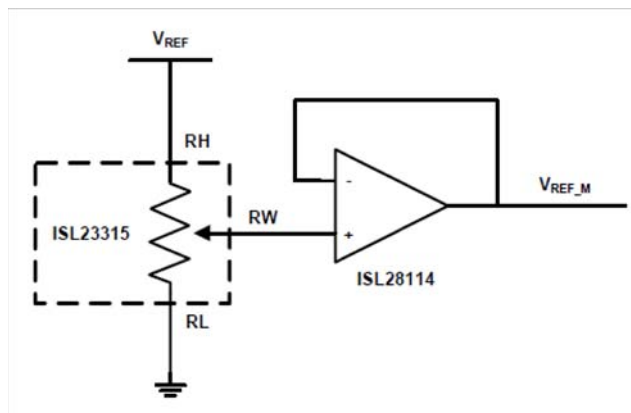 VREF
RH
-
VREF_M
ISL23315
RW
+
ISL28114
RL